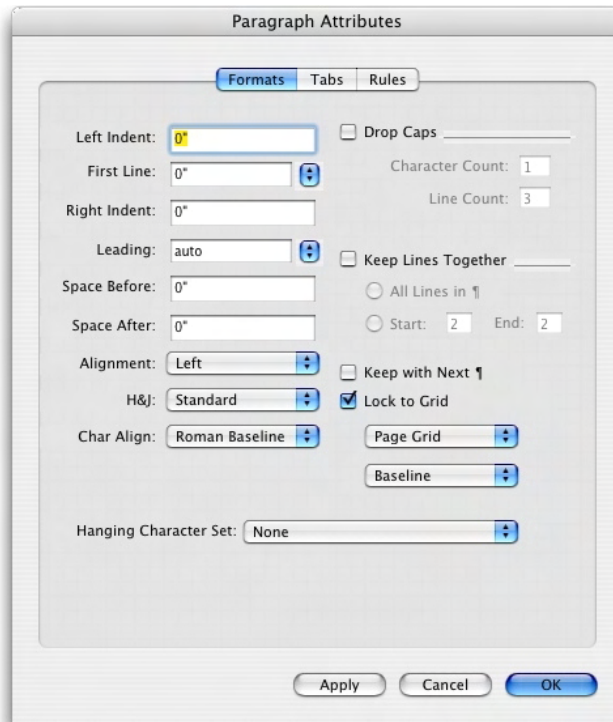 Paragraph Attributes
Formats Tabs Rules
Left Indent: 0"
First Line: 0"
Right Indent: 0"
Leading: auto
Space Before: 0"
Space After: 0"
Alignment: Left
H&J: Standard
Char Align: Roman Baseline
Drop Caps
Character Count: 1
Line Count: 3
Keep Lines Together
All Lines in ¶
Start: 2 End: 2
Keep with Next ¶
Lock to Grid
Page Grid
Baseline
Hanging Character Set: None
Apply Cancel OK